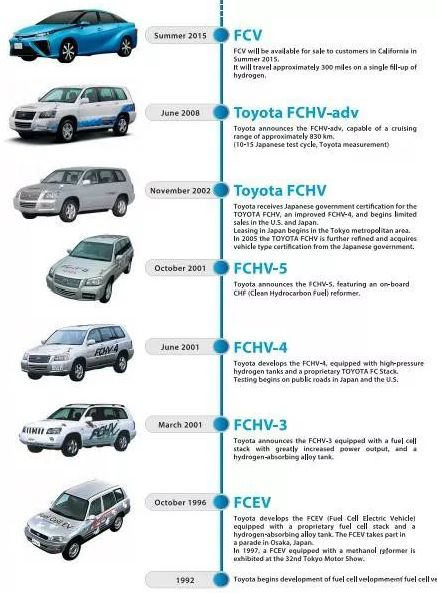 Summer 2015
FCV
FCV will be available for sale to customers in California in
Summer 2015.
It will travel approximately 300 miles on a single fill-up of
hydrogen.
June 2008
Toyota FCHV-adv
Toyota announces the FCHV-adv, capable of a cruising
range of approximately 830 km.
(10-15 Japanese test cycle, Toyota measurement)
November 2002
Toyota FCHV
Toyota receives Japanese government certification for the
TOYOTA FCHV, an improved FCHV-4, and begins limited
sales in the U.S. and Japan.
Leasing in Japan begins in the Tokyo metropolitan area.
In 2005 the TOYOTA FCHV is further refined and acquires
vehicle type certification from the Japanese government.
October 2001
FCHV-5
Toyota announces the FCHV-5, featuring an on-board
CHF (Clean Hydrocarbon Fuel) reformer.
June 2001
FCHV-4
Toyota develops the FCHV-4, equipped with high-pressure
hydrogen tanks and a proprietary TOYOTA FC Stack.
Testing begins on public roads in Japan and the U.S.
FCHV-4
March 2001
FCHV-3
Toyota announces the FCHV-3 equipped with a fuel cell
stack with greatly increased power output, and a
hydrogen-absorbing alloy tank.
FCHV
October 1996
FCEV
Toyota develops the FCEV (Fuel Cell Electric Vehicle)
equipped with a proprietary fuel cell stack and a
hydrogen-absorbing alloy tank. The FCEV takes part in
a parade in Osaka, Japan.
In 1997, a FCEV equipped with a methanol reformer is
exhibited at the 32nd Tokyo Motor Show.
1992
Toyota begins development of fuel cell velopmment fuel cell ve